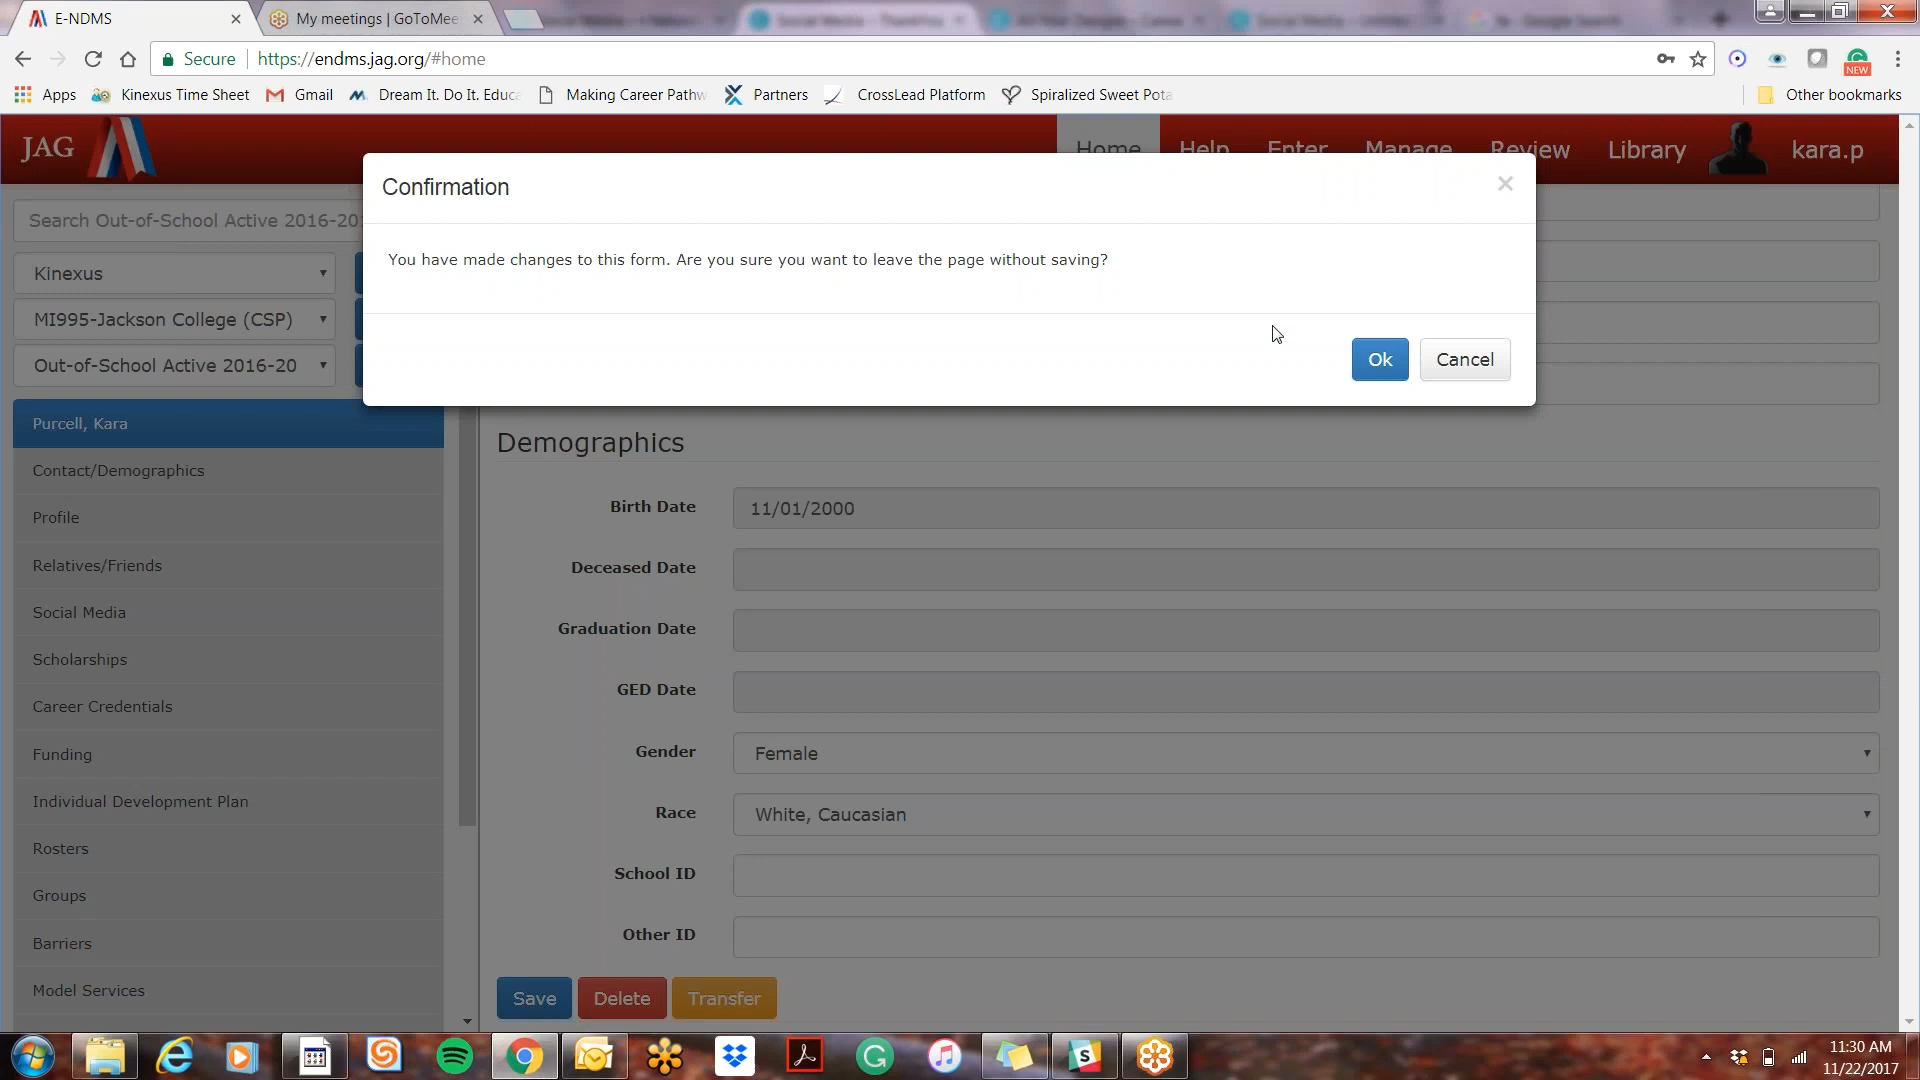 E-NDMS
My meetings | GoToMee
Secure
https://endms.jag.org/#home
NEW
Apps
Kinexus Time Sheet
Gmail
Dream It. Do It. Educa
Making Career Pathw
Partners
CrossLead Platform
Spiralized Sweet Pota
Other bookmarks
JAG
Home
Help
Enter
Manage
Review
Library
kara.p
Confirmation
You have made changes to this form. Are you sure you want to leave the page without saving?
Ok
Cancel
Search Out-of-School Active 2016-20
Kinexus
MI995-Jackson College (CSP)
Out-of-School Active 2016-20
Purcell, Kara
Contact/Demographics
Profile
Relatives/Friends
Social Media
Scholarships
Career Credentials
Funding
Individual Development Plan
Rosters
Groups
Barriers
Model Services
Demographics
Birth Date
11/01/2000
Deceased Date
Graduation Date
GED Date
Gender
Female
Race
White, Caucasian
School ID
Other ID
Save
Delete
Transfer
11:30 AM
11/22/2017